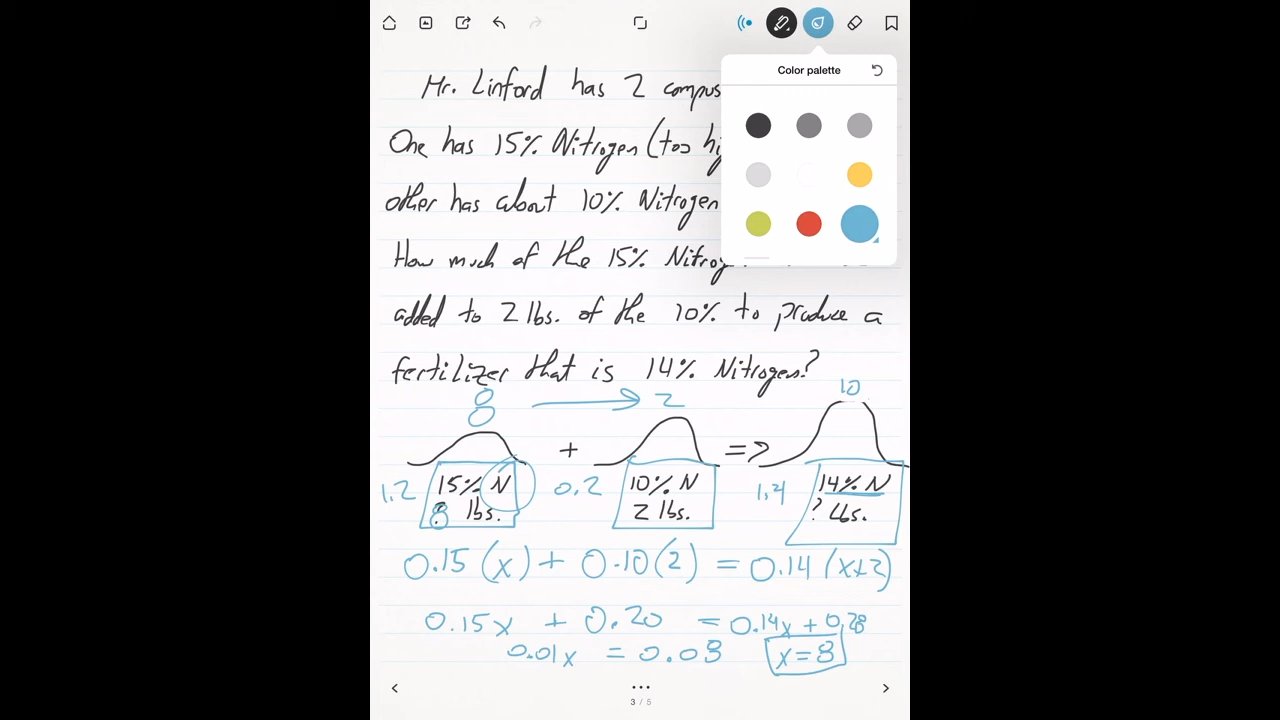 Color palette
Mr. Linford has 2 compus
One has 15% Nitrogen (too hi
other has about 10% Nitrogen
How much of the 15% Nitrog
added to 2 lbs. of the 10% to produce a
fertilizer that is 14% Nitrogen?
8 2 10
+ =>
1.2 15% N 0.2 10% N 1.4 14% N
8 lbs. 2 lbs. ? Lbs.
0.15 (x) + 0.10(2) = 0.14 (x+2)
0.15x + 0.20 = 0.14x + 0.28
0.01x = 0.08 x=8
3 / 5